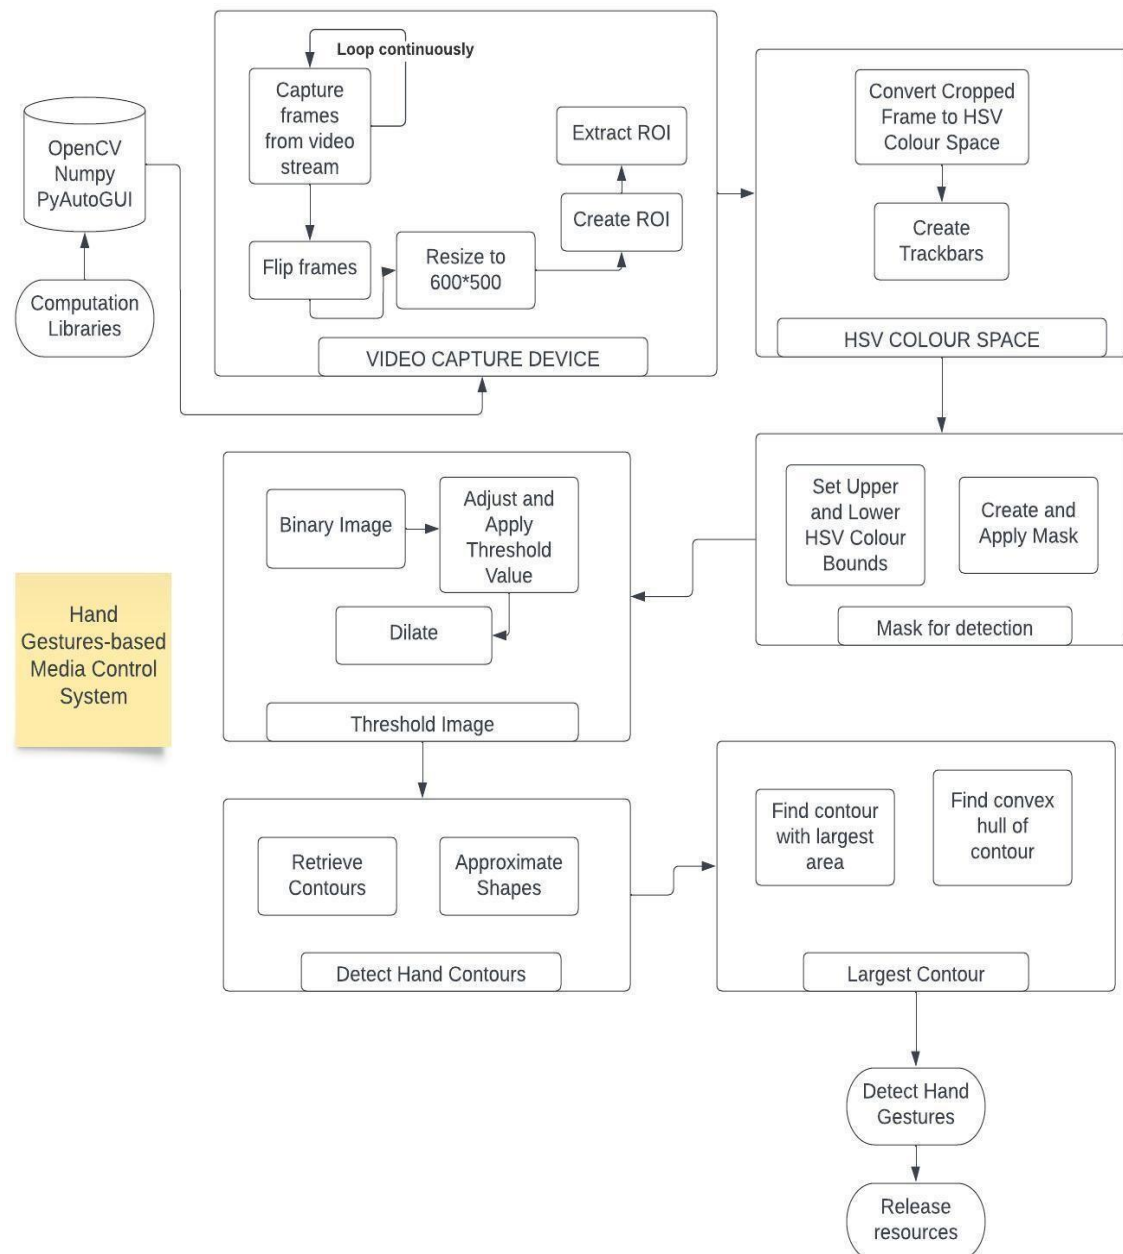 Loop continuously
Capture
frames
from video
stream
Flip frames
Resize to
600*500
Create ROI
Extract ROI
VIDEO CAPTURE DEVICE
OpenCV
Numpy
PyAutoGUI
Computation
Libraries
Convert Cropped
Frame to HSV
Colour Space
Create
Trackbars
HSV COLOUR SPACE
Set Upper
and Lower
HSV Colour
Bounds
Create and
Apply Mask
Mask for detection
Binary Image
Adjust and
Apply
Threshold
Value
Dilate
Threshold Image
Hand
Gestures-based
Media Control
System
Retrieve
Contours
Approximate
Shapes
Detect Hand Contours
Find contour
with largest
area
Find convex
hull of
contour
Largest Contour
Detect Hand
Gestures
Release
resources